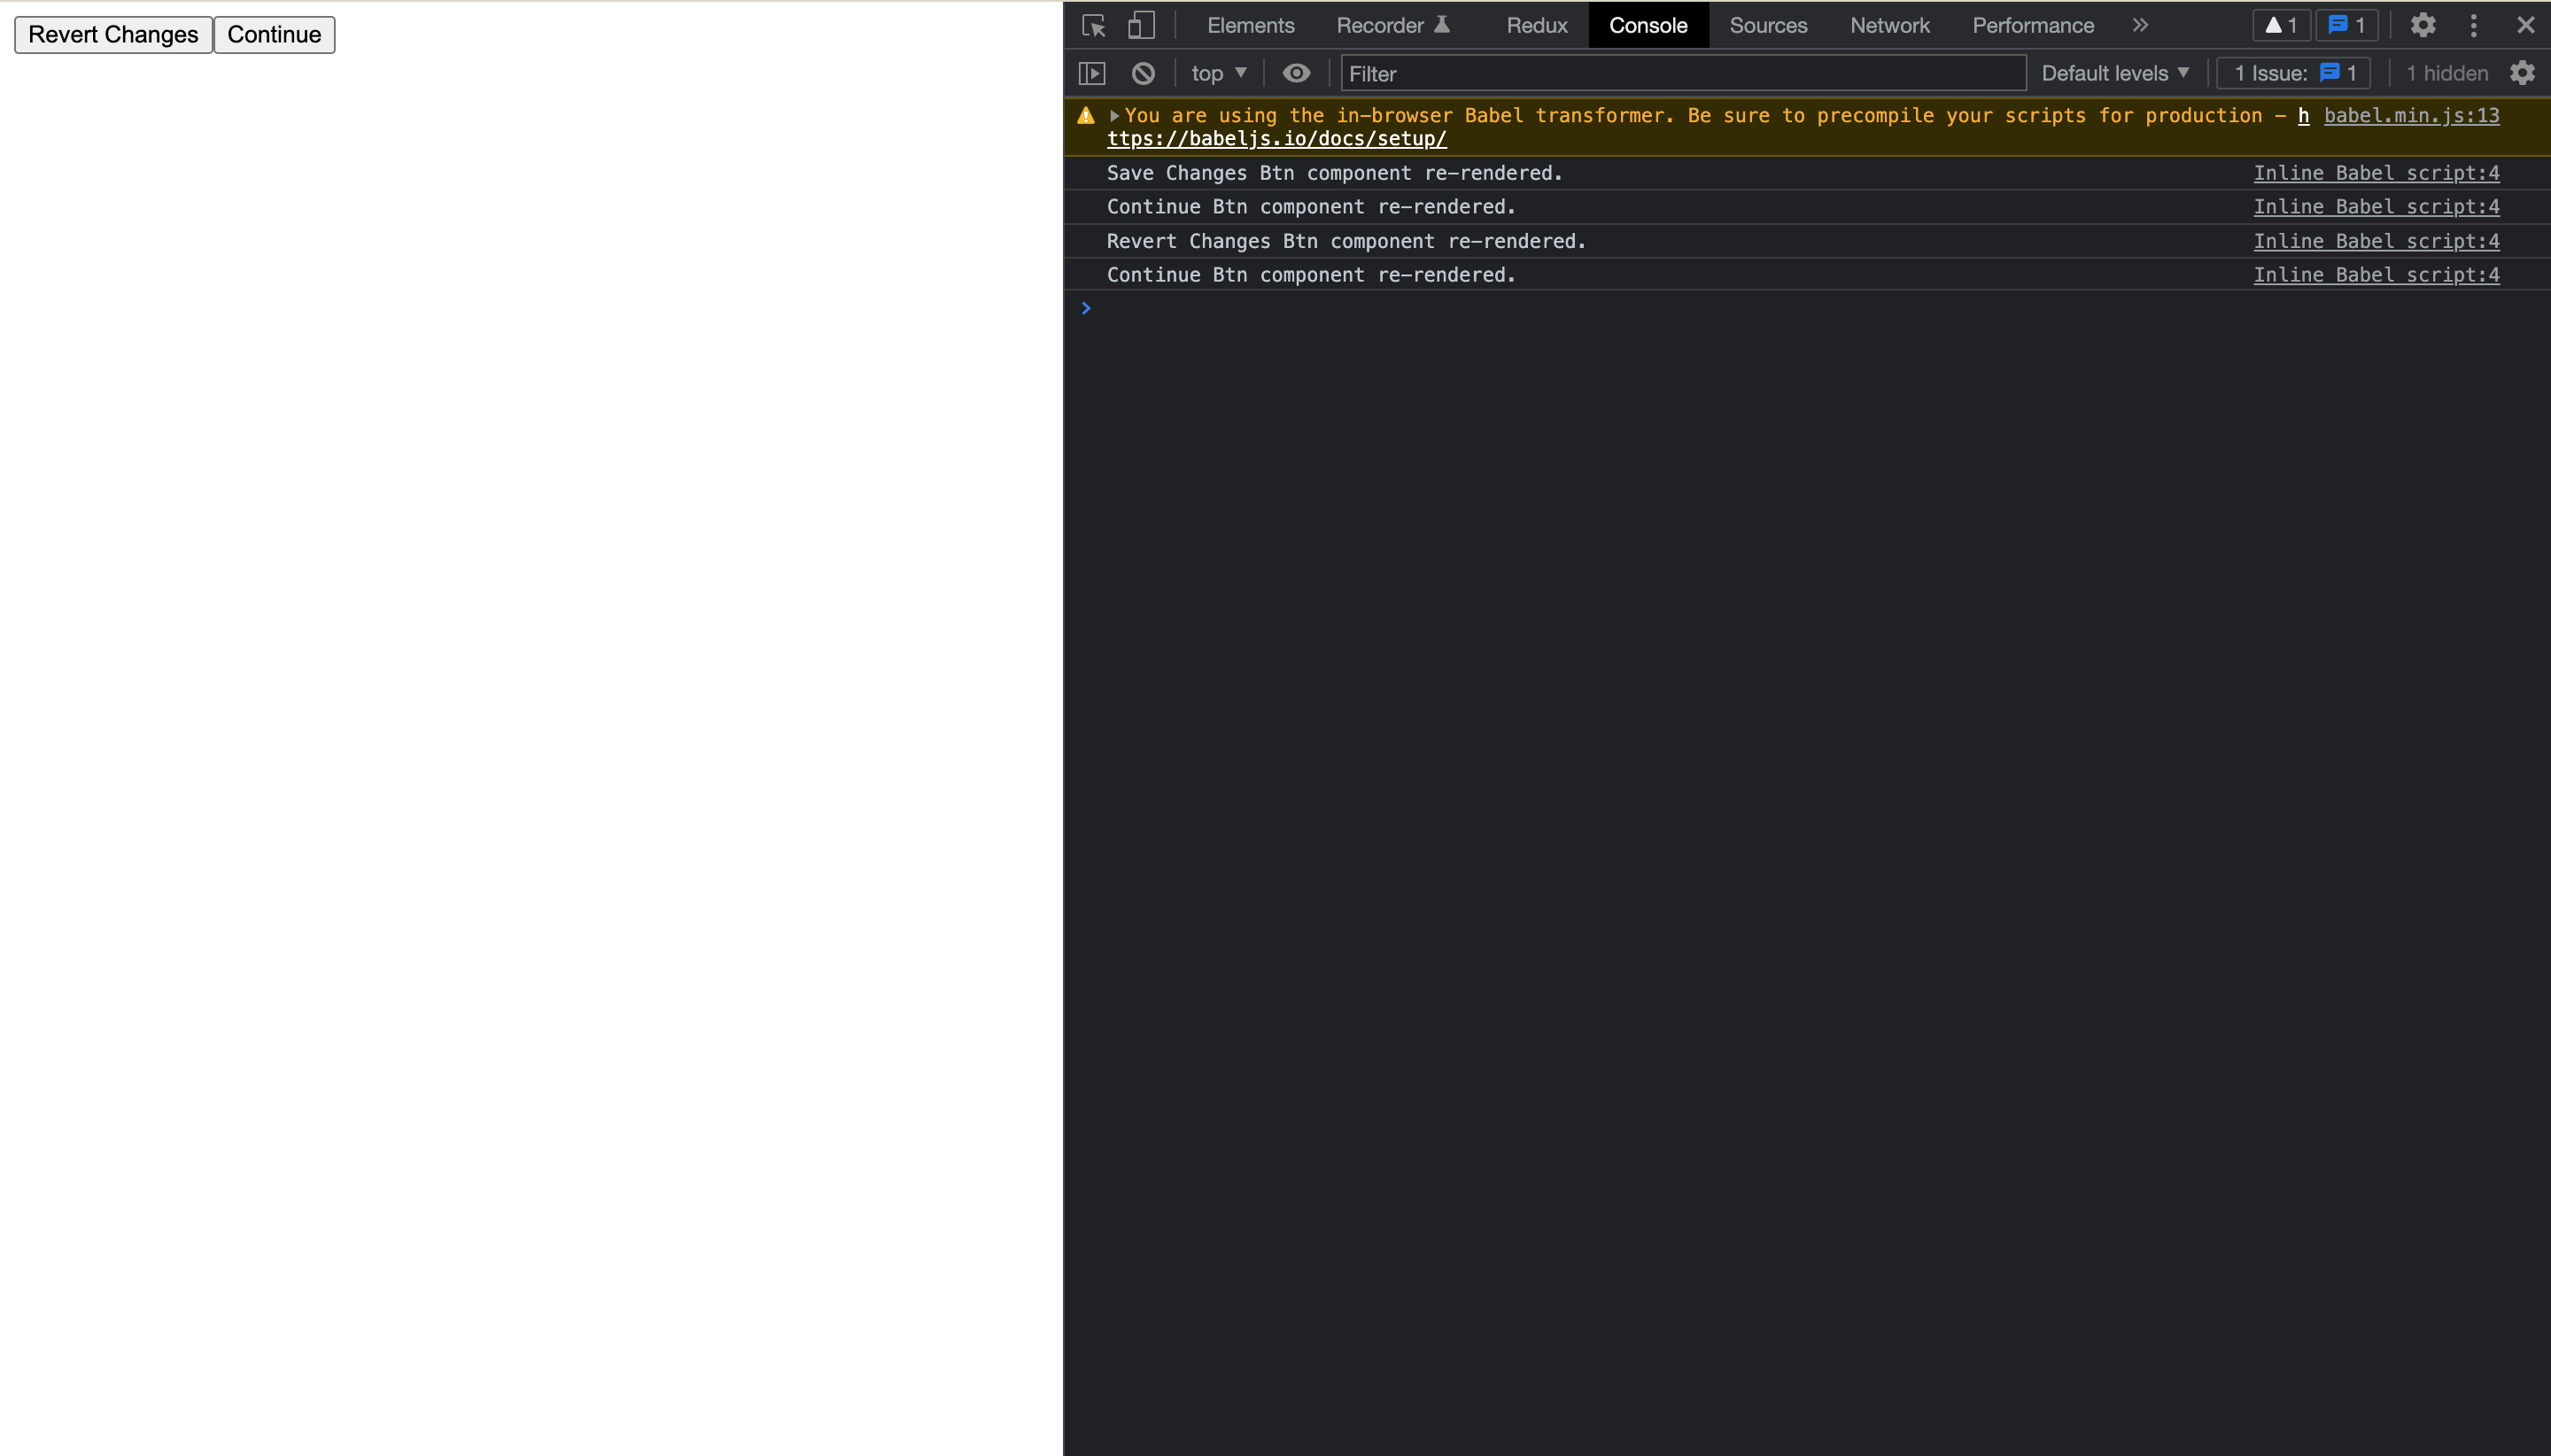 Revert Changes Continue
Elements Recorder Redux Console Sources Network Performance 1 1
top Filter Default levels 1 Issue: 1 1 hidden
You are using the in-browser Babel transformer. Be sure to precompile your scripts for production – h babel.min.js:13
ttps://babeljs.io/docs/setup/
Save Changes Btn component re-rendered. Inline Babel script:4
Continue Btn component re-rendered. Inline Babel script:4
Revert Changes Btn component re-rendered. Inline Babel script:4
Continue Btn component re-rendered. Inline Babel script:4